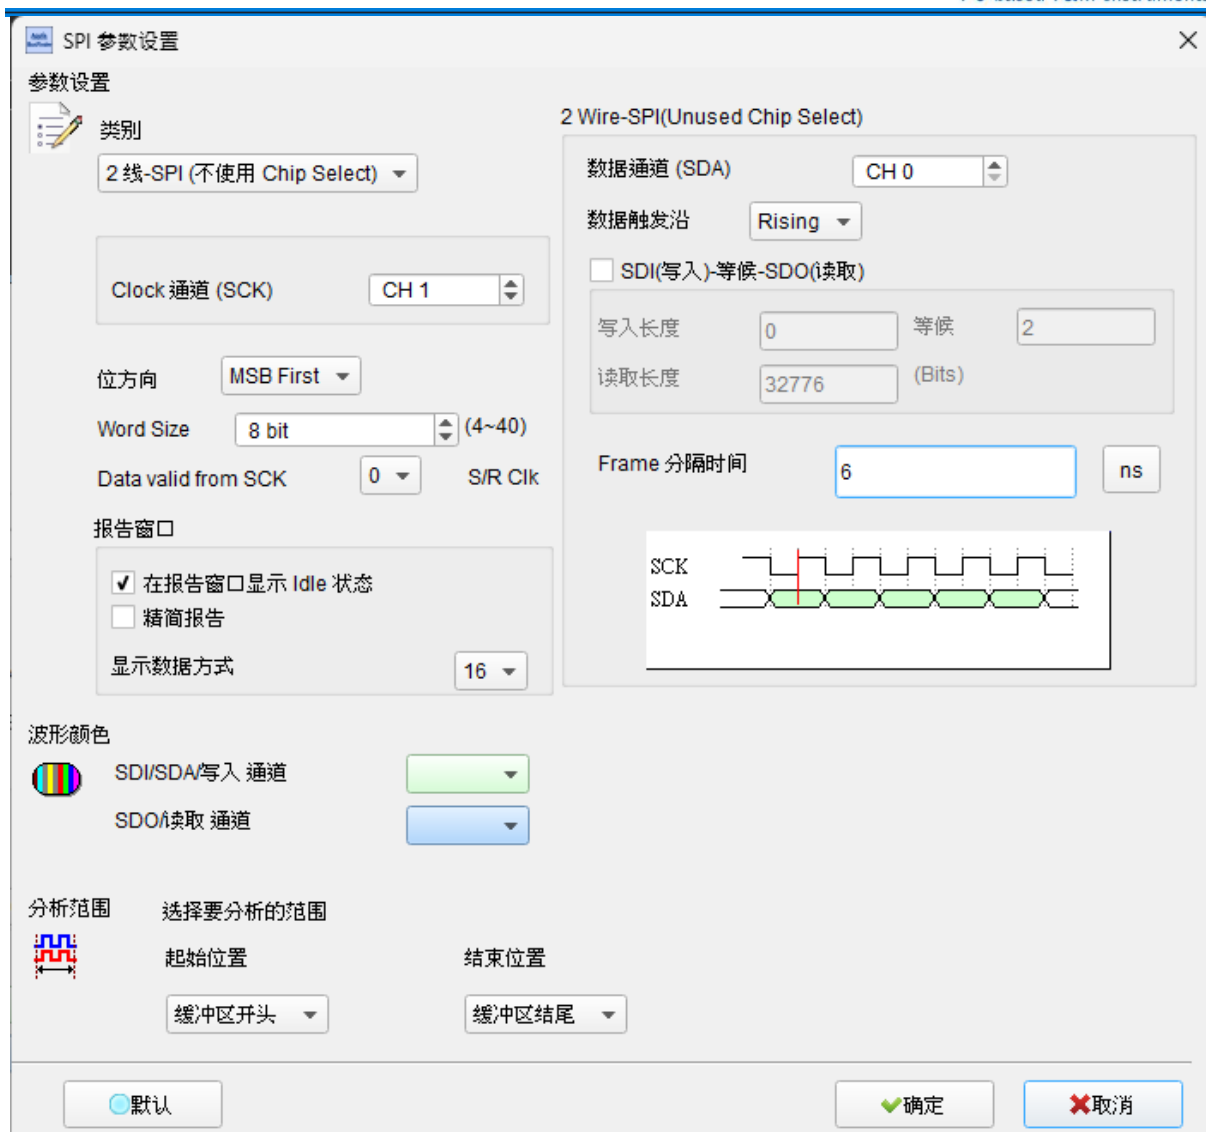 SPI 参数设置
参数设置
类别
2 线-SPI (不使用 Chip Select)
Clock 通道 (SCK)
CH 1
位方向
MSB First
Word Size
8 bit
(4~40)
Data valid from SCK
0
S/R Clk
报告窗口
在报告窗口显示 Idle 状态
精简报告
显示数据方式
16
2 Wire-SPI(Unused Chip Select)
数据通道 (SDA)
CH 0
数据触发沿
Rising
SDI(写入)-等候-SDO(读取)
写入长度
0
等候
2
读取长度
32776
(Bits)
Frame 分隔时间
6
ns
SCK
SDA
波形颜色
SDI/SDA/写入 通道
SDO/读取 通道
分析范围
选择要分析的范围
起始位置
结束位置
缓冲区开头
缓冲区结尾
默认
确定
取消